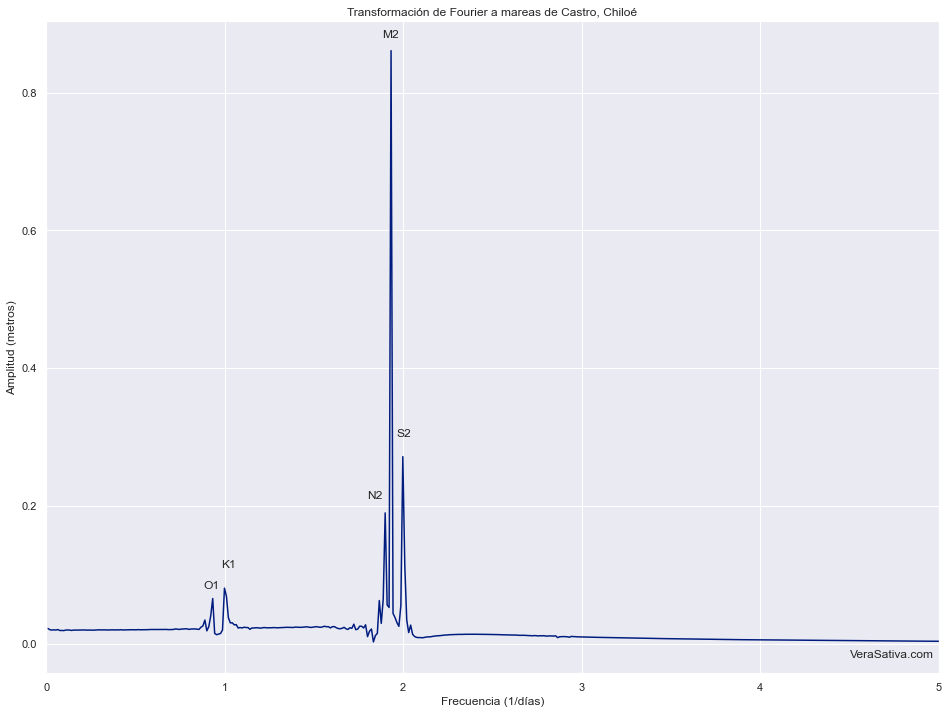 Transformación de Fourier a mareas de Castro, Chiloé
M2
0.8
0.6
Amplitud (metros)
0.4
S2
N2
0.2
K1
O1
0.0
VeraSativa.com
0 1 2 3 4 5
Frecuencia (1/días)